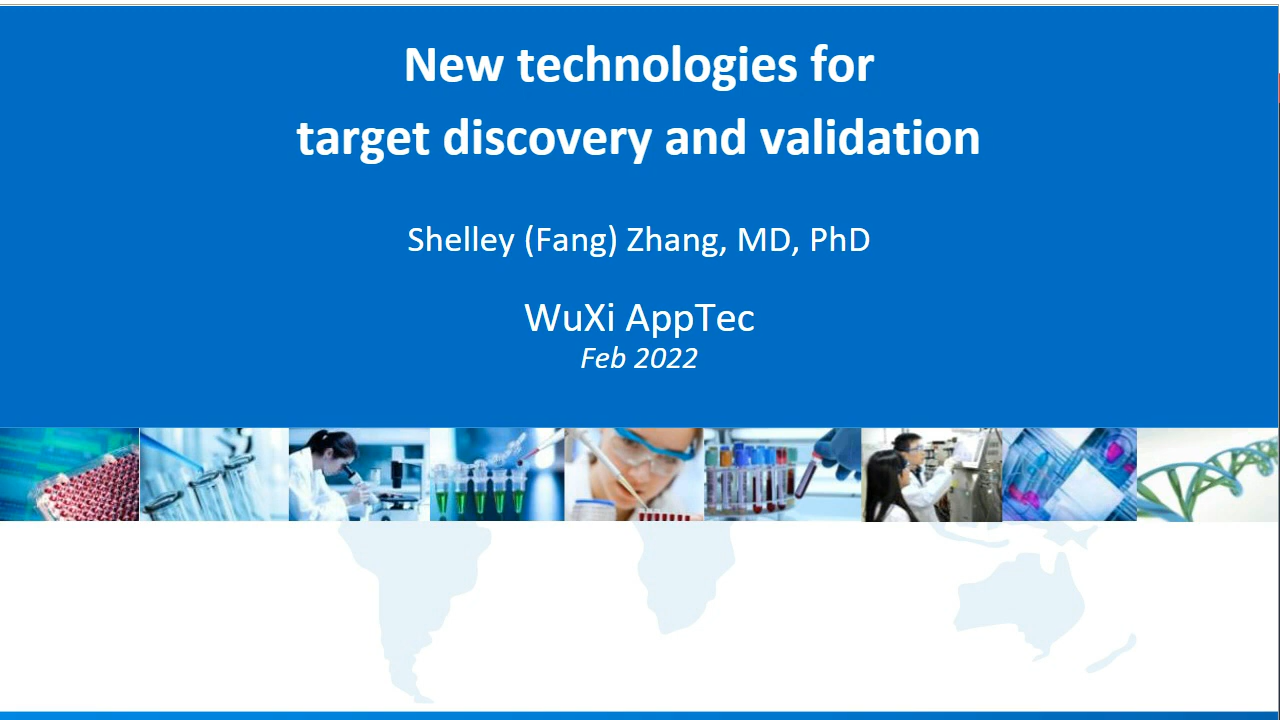 New technologies for
target discovery and validation
Shelley (Fang) Zhang, MD, PhD
WuXi AppTec
Feb 2022